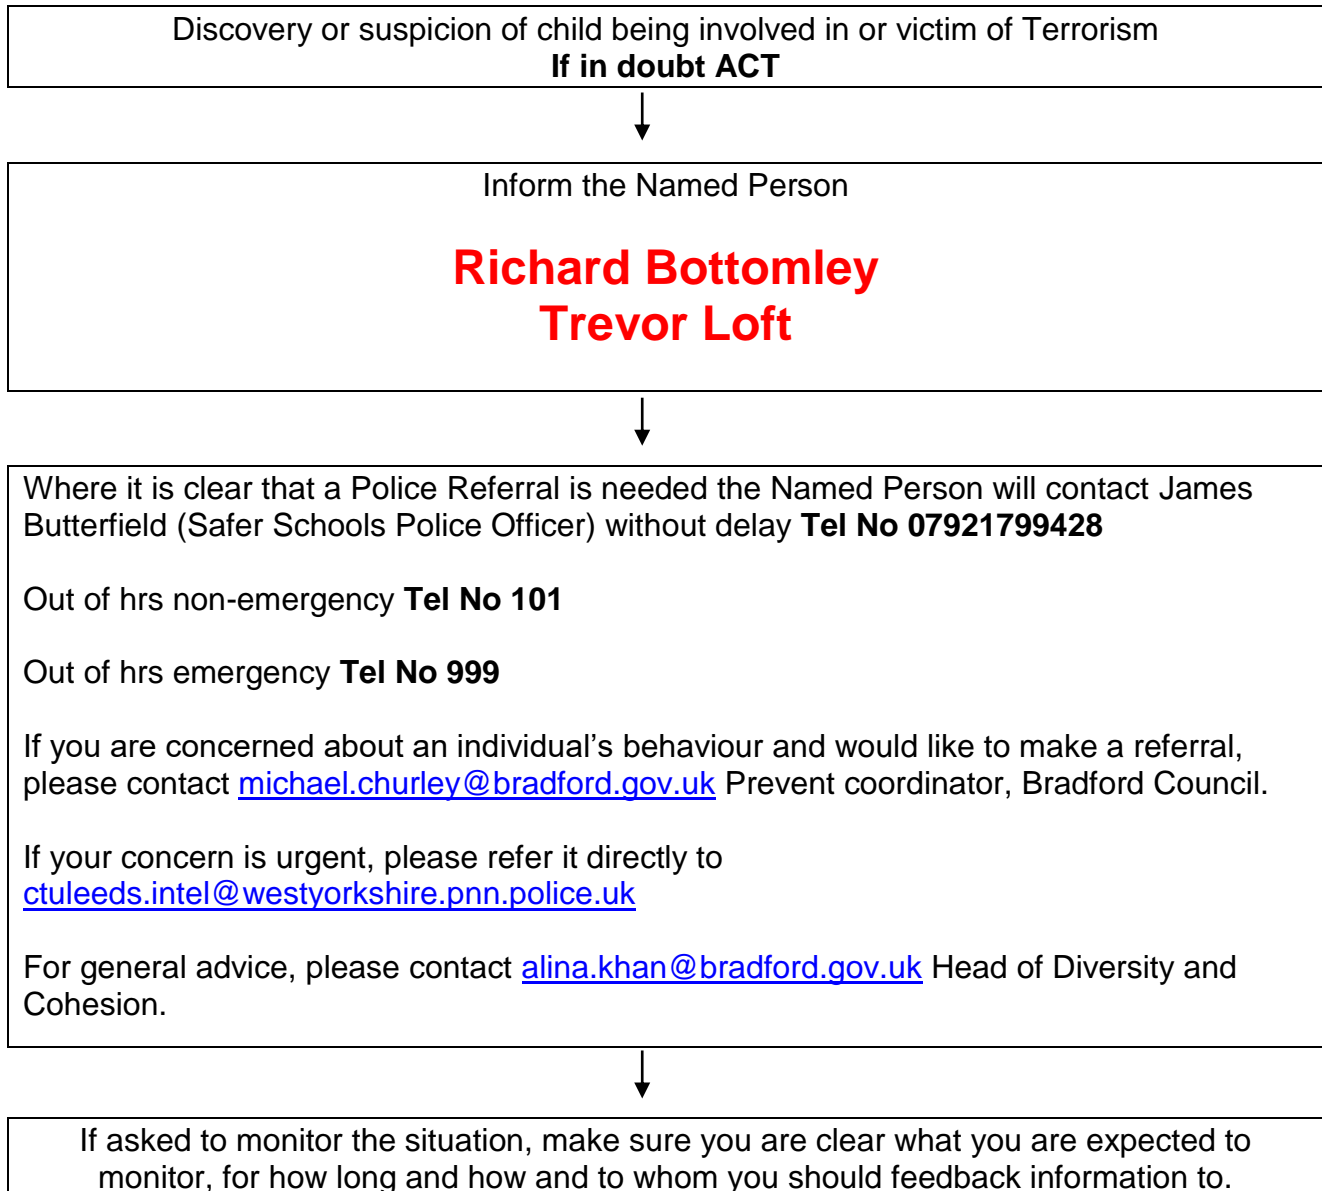 Discovery or suspicion of child being involved in or victim of Terrorism
If in doubt ACT
Inform the Named Person
Richard Bottomley
Trevor Loft
Where it is clear that a Police Referral is needed the Named Person will contact James
Butterfield (Safer Schools Police Officer) without delay Tel No 07921799428
Out of hrs non-emergency Tel No 101
Out of hrs emergency Tel No 999
If you are concerned about an individual’s behaviour and would like to make a referral,
please contact michael.churley@bradford.gov.uk Prevent coordinator, Bradford Council.
If your concern is urgent, please refer it directly to
ctuleeds.intel@westyorkshire.pnn.police.uk
For general advice, please contact alina.khan@bradford.gov.uk Head of Diversity and
Cohesion.
If asked to monitor the situation, make sure you are clear what you are expected to
monitor, for how long and how and to whom you should feedback information to.